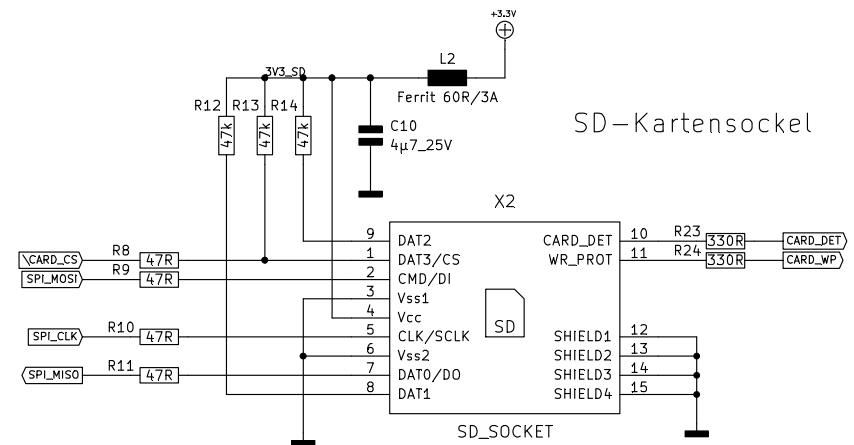 +3.3V
L2
3V3_SD
Ferrit 60R/3A
R12 R13 R14
47k 47k 47k
C10
4µ7_25V
SD-Kartensockel
X2
9 DAT2 CARD_DET 10 R23 330R CARD_DET
\CARD_CS R8 47R 1 DAT3/CS WR_PROT 11 R24 330R CARD_WP
SPI_MOSI R9 47R 2 CMD/DI
3 Vss1
4 Vcc
SD
SPI_CLK R10 47R 5 CLK/SCLK SHIELD1 12
6 Vss2 SHIELD2 13
SPI_MISO R11 47R 7 DAT0/DO SHIELD3 14
8 DAT1 SHIELD4 15
SD_SOCKET